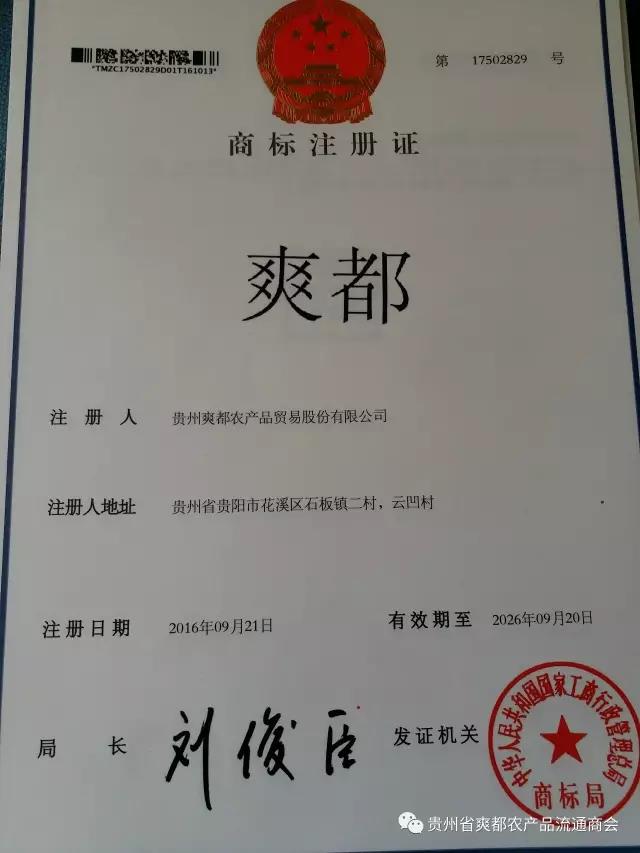 *TMZC17502829D01T161013*
第 17502829 号
商标注册证
爽都
注册人 贵州爽都农产品贸易股份有限公司
注册人地址 贵州省贵阳市花溪区石板镇二村，云凹村
注册日期 2016年09月21日 有效期至 2026年09月20日
局长 刘俊臣 发证机关
中华人民共和国国家工商行政管理总局
商标局
贵州省爽都农产品流通商会